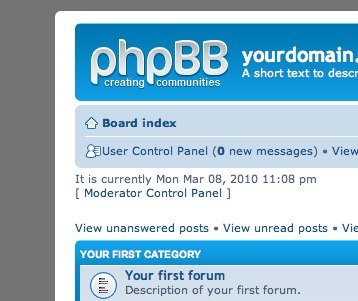 phpBB
creating communities
yourdomain.
A short text to descr
Board index
User Control Panel (0 new messages) • View
It is currently Mon Mar 08, 2010 11:08 pm
[ Moderator Control Panel ]
View unanswered posts • View unread posts • Vie
YOUR FIRST CATEGORY
Your first forum
Description of your first forum.